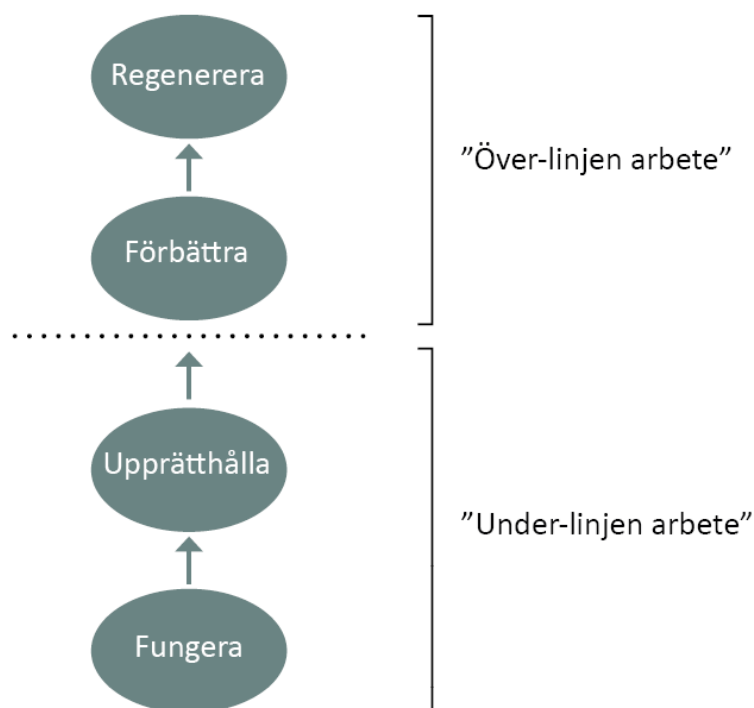 Regenerera
”Över-linjen arbete”
Förbättra
Upprätthålla
”Under-linjen arbete”
Fungera